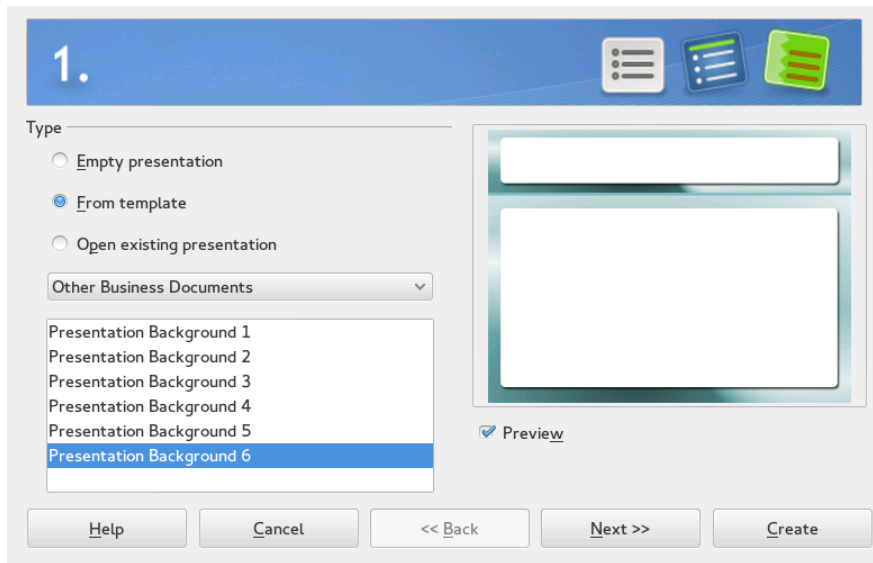 1.
Type
Empty presentation
From template
Open existing presentation
Other Business Documents
Presentation Background 1
Presentation Background 2
Presentation Background 3
Presentation Background 4
Presentation Background 5
Presentation Background 6
Preview
Help Cancel << Back Next >> Create